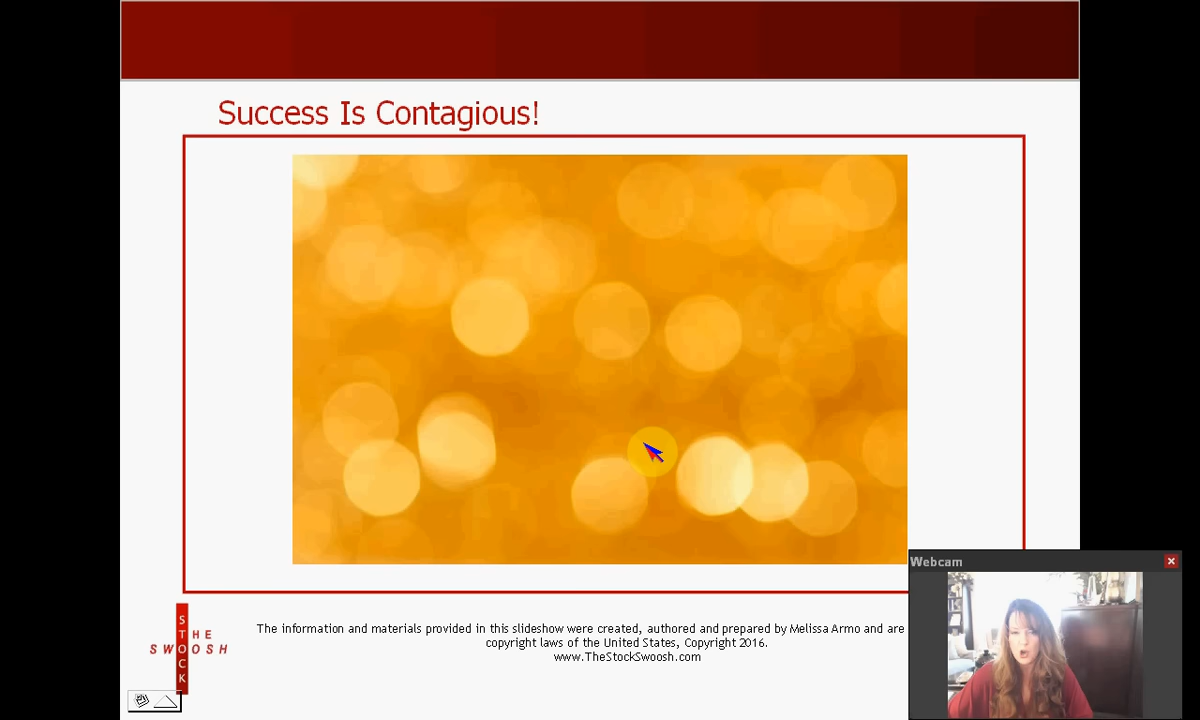 Success Is Contagious!
Webcam
STOCK
THE
SWOOSH
The information and materials provided in this slideshow were created, authored and prepared by Melissa Armo and are
copyright laws of the United States, Copyright 2016.
www.TheStockSwoosh.com